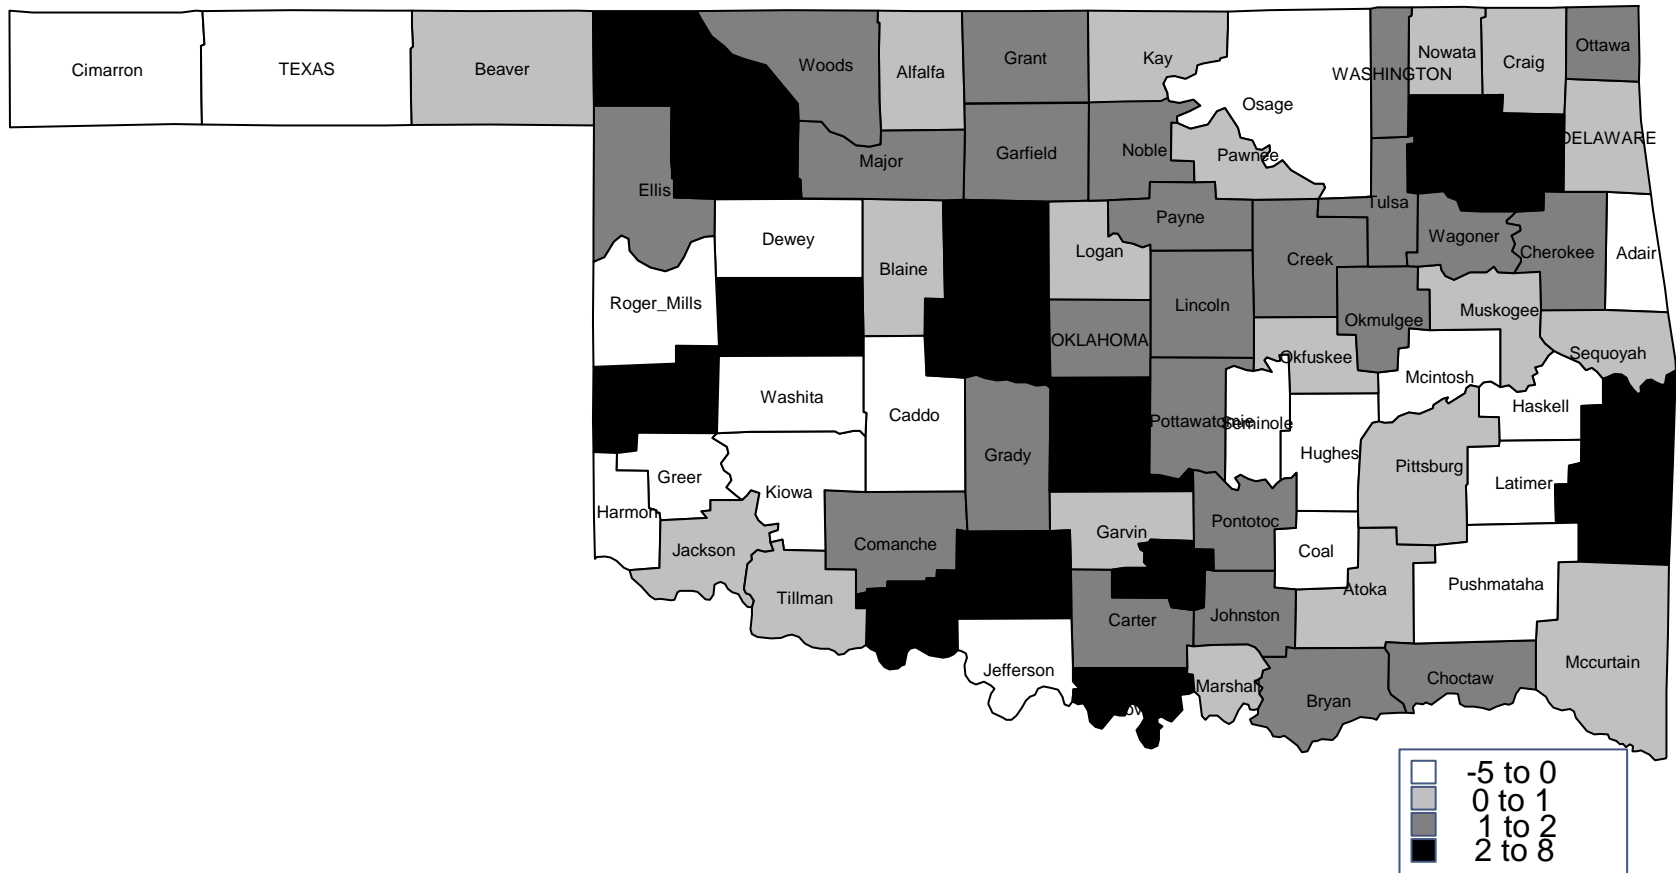 Cimarron
TEXAS
Beaver
Woods
Alfalfa
Grant
Kay
Osage
WASHINGTON
Nowata
Craig
Ottawa
Ellis
Major
Garfield
Noble
Pawnee
DELAWARE
Dewey
Blaine
Logan
Payne
Creek
Tulsa
Wagoner
Cherokee
Adair
Roger_Mills
OKLAHOMA
Lincoln
Okmulgee
Muskogee
Okfuskee
Sequoyah
Washita
Caddo
Grady
Pottawatomie
Seminole
Mcintosh
Haskell
Hughes
Pittsburg
Latimer
Greer
Harmon
Kiowa
Jackson
Comanche
Garvin
Pontotoc
Coal
Tillman
Carter
Johnston
Atoka
Pushmataha
Jefferson
Marshall
Bryan
Choctaw
Mccurtain
-5 to 0
0 to 1
1 to 2
2 to 8